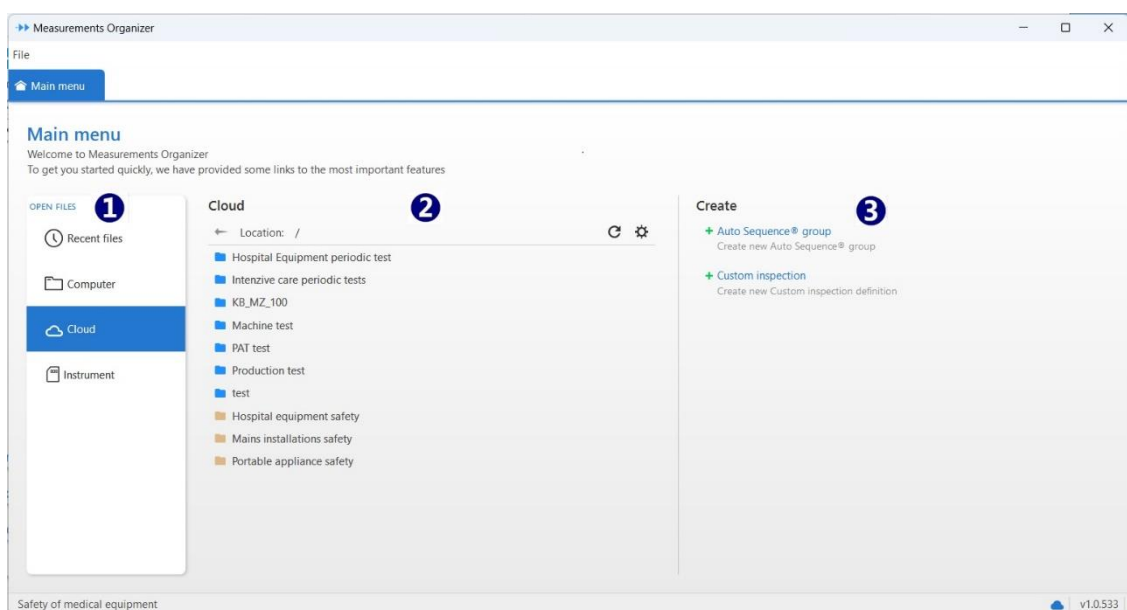 Measurements Organizer
File
Main menu
Main menu
Welcome to Measurements Organizer
To get you started quickly, we have provided some links to the most important features
OPEN FILES 1
Recent files
Computer
Cloud
Instrument
Cloud 2
Location: /
Hospital Equipment periodic test
Intenzive care periodic tests
KB_MZ_100
Machine test
PAT test
Production test
test
Hospital equipment safety
Mains installations safety
Portable appliance safety
Create 3
+ Auto Sequence® group
Create new Auto Sequence® group
+ Custom inspection
Create new Custom inspection definition
Safety of medical equipment
v1.0.533